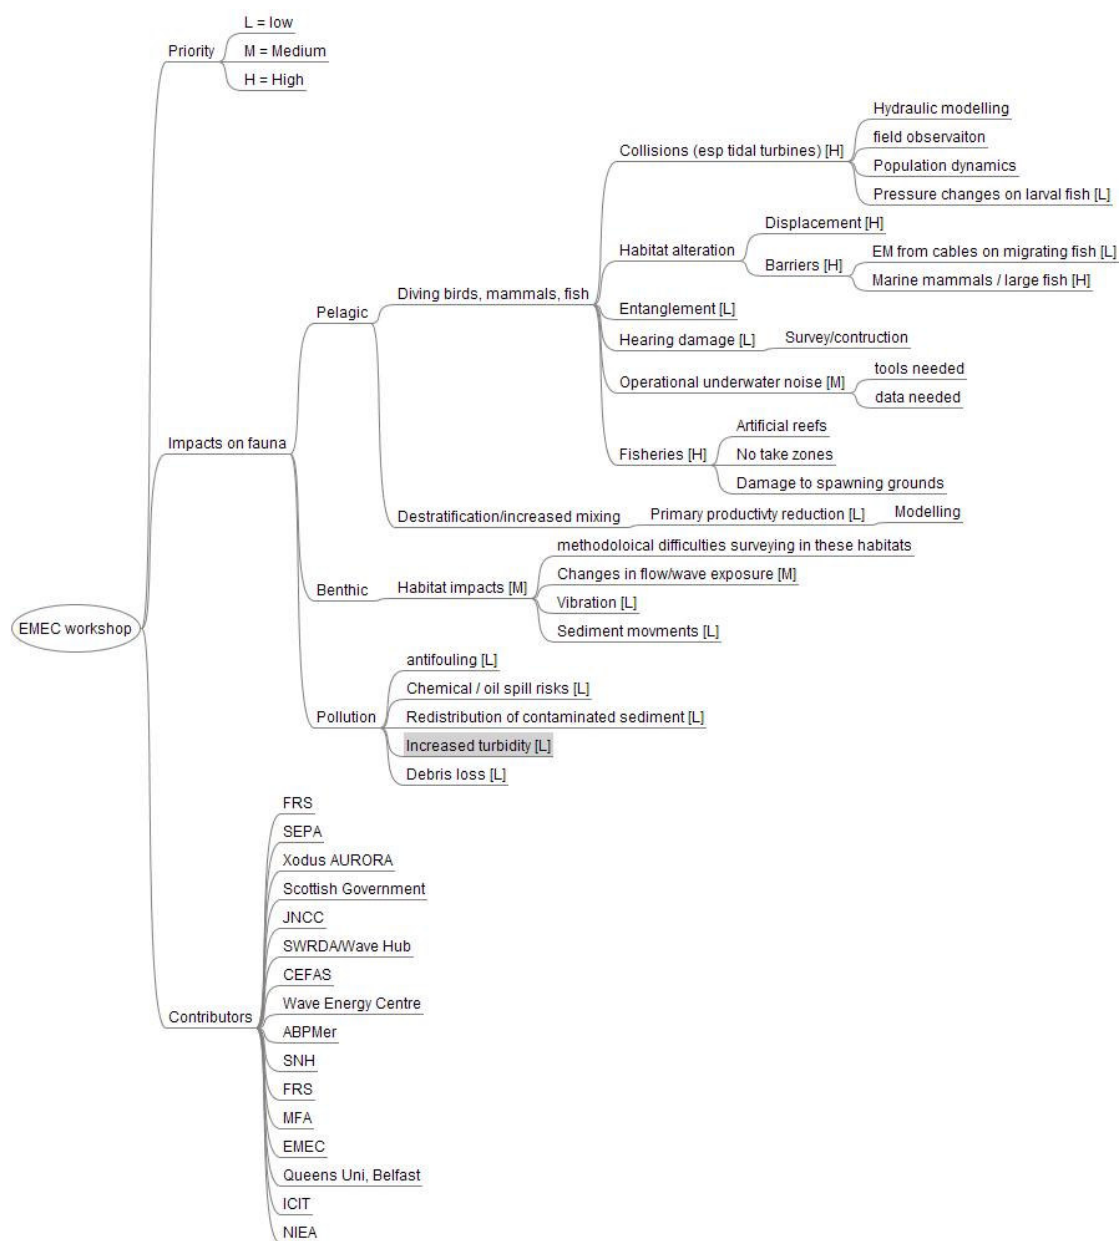 L = low
Priority
M = Medium
H = High
Hydraulic modelling
field observaiton
Collisions (esp tidal turbines) [H]
Population dynamics
Pressure changes on larval fish [L]
Displacement [H]
Habitat alteration
EM from cables on migrating fish [L]
Barriers [H]
Marine mammals / large fish [H]
Diving birds, mammals, fish
Pelagic
Entanglement [L]
Hearing damage [L]
Survey/contruction
tools needed
Operational underwater noise [M]
data needed
Artificial reefs
Impacts on fauna
Fisheries [H]
No take zones
Damage to spawning grounds
Destratification/increased mixing
Primary productivty reduction [L]
Modelling
methodoloical difficulties surveying in these habitats
Changes in flow/wave exposure [M]
Benthic
Habitat impacts [M]
Vibration [L]
Sediment movments [L]
EMEC workshop
antifouling [L]
Chemical / oil spill risks [L]
Pollution
Redistribution of contaminated sediment [L]
Increased turbidity [L]
Debris loss [L]
FRS
SEPA
Xodus AURORA
Scottish Government
JNCC
SWRDA/Wave Hub
CEFAS
Wave Energy Centre
Contributors
ABPMer
SNH
FRS
MFA
EMEC
Queens Uni, Belfast
ICIT
NIEA